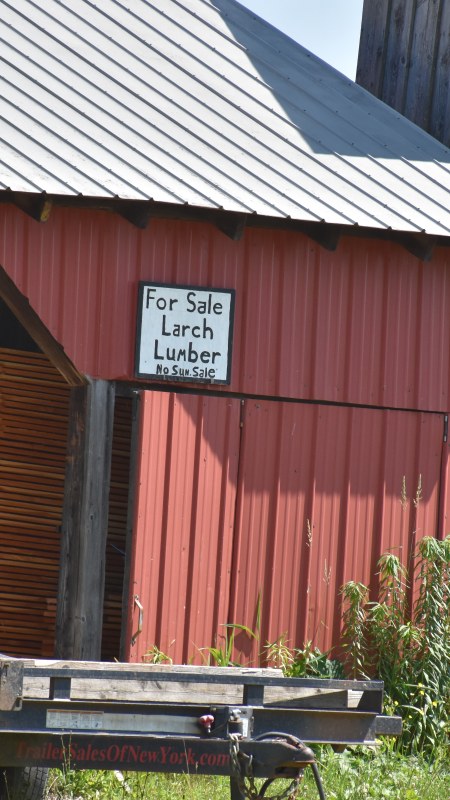 For Sale
Larch
Lumber
No Sun. Sale
TrailerSalesOfNewYork.com